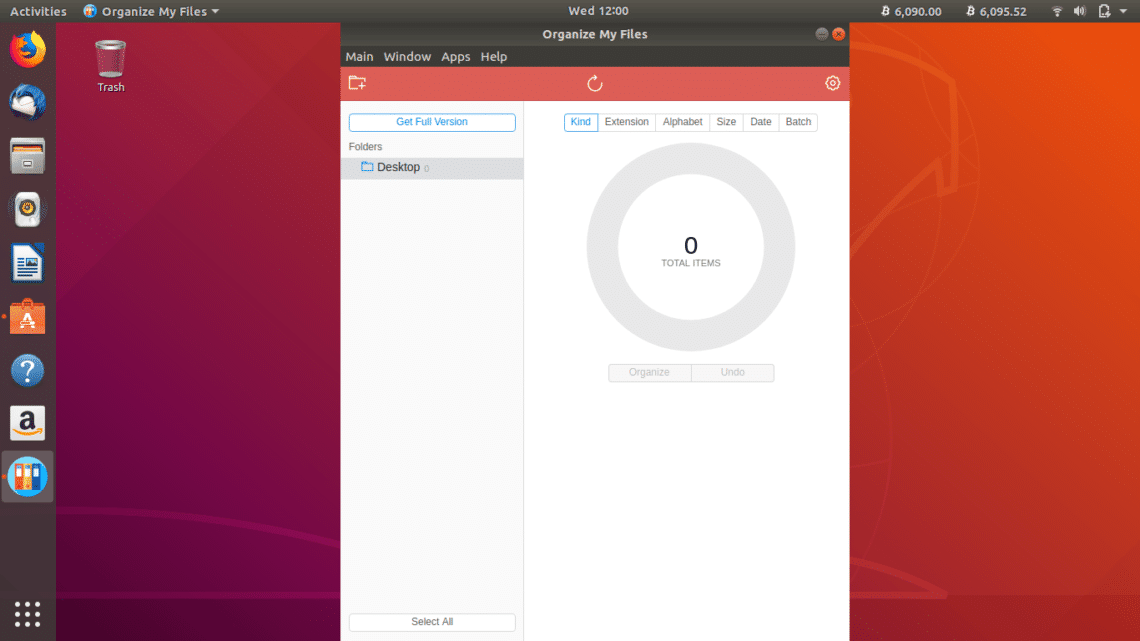 Activities Organize My Files Wed 12:00 6,090.00 6,095.52
Trash
Organize My Files
Main Window Apps Help
Get Full Version
Folders
Desktop 0
Select All
Kind Extension Alphabet Size Date Batch
0
TOTAL ITEMS
Organize Undo